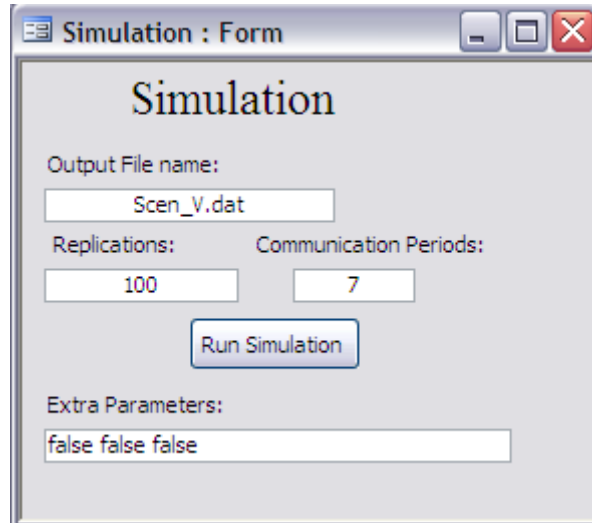 Simulation : Form
Simulation
Output File name:
Scen_V.dat
Replications: Communication Periods:
100 7
Run Simulation
Extra Parameters:
false false false